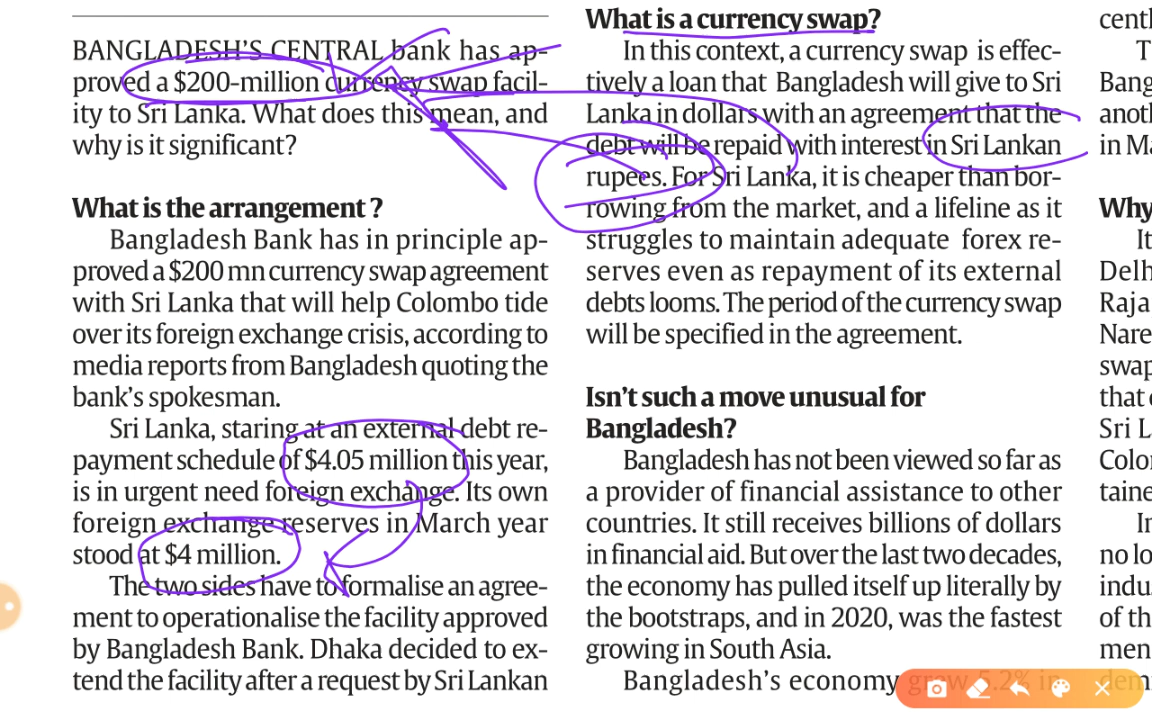 BANGLADESH'S CENTRAL bank has ap-
proved a $200-million currency swap facil-
ity to Sri Lanka. What does this mean, and
why is it significant?
What is the arrangement ?
Bangladesh Bank has in principle ap-
proved a $200 mn currency swap agreement
with Sri Lanka that will help Colombo tide
over its foreign exchange crisis, according to
media reports from Bangladesh quoting the
bank's spokesman.
Sri Lanka, staring at an external debt re-
payment schedule of $4.05 million this year,
is in urgent need foreign exchange. Its own
foreign exchange reserves in March year
stood at $4 million.
The two sides have to formalise an agree-
ment to operationalise the facility approved
by Bangladesh Bank. Dhaka decided to ex-
tend the facility after a request by Sri Lankan
What is a currency swap?
In this context, a currency swap is effec-
tively a loan that Bangladesh will give to Sri
Lanka in dollars with an agreement that the
debt will be repaid with interest in Sri Lankan
rupees. For Sri Lanka, it is cheaper than bor-
rowing from the market, and a lifeline as it
struggles to maintain adequate forex re-
serves even as repayment of its external
debts looms. The period of the currency swap
will be specified in the agreement.
Isn't such a move unusual for
Bangladesh?
Bangladesh has not been viewed so far as
a provider of financial assistance to other
countries. It still receives billions of dollars
in financial aid. But over the last two decades,
the economy has pulled itself up literally by
the bootstraps, and in 2020, was the fastest
growing in South Asia.
Bangladesh's economy grew 5.2% in